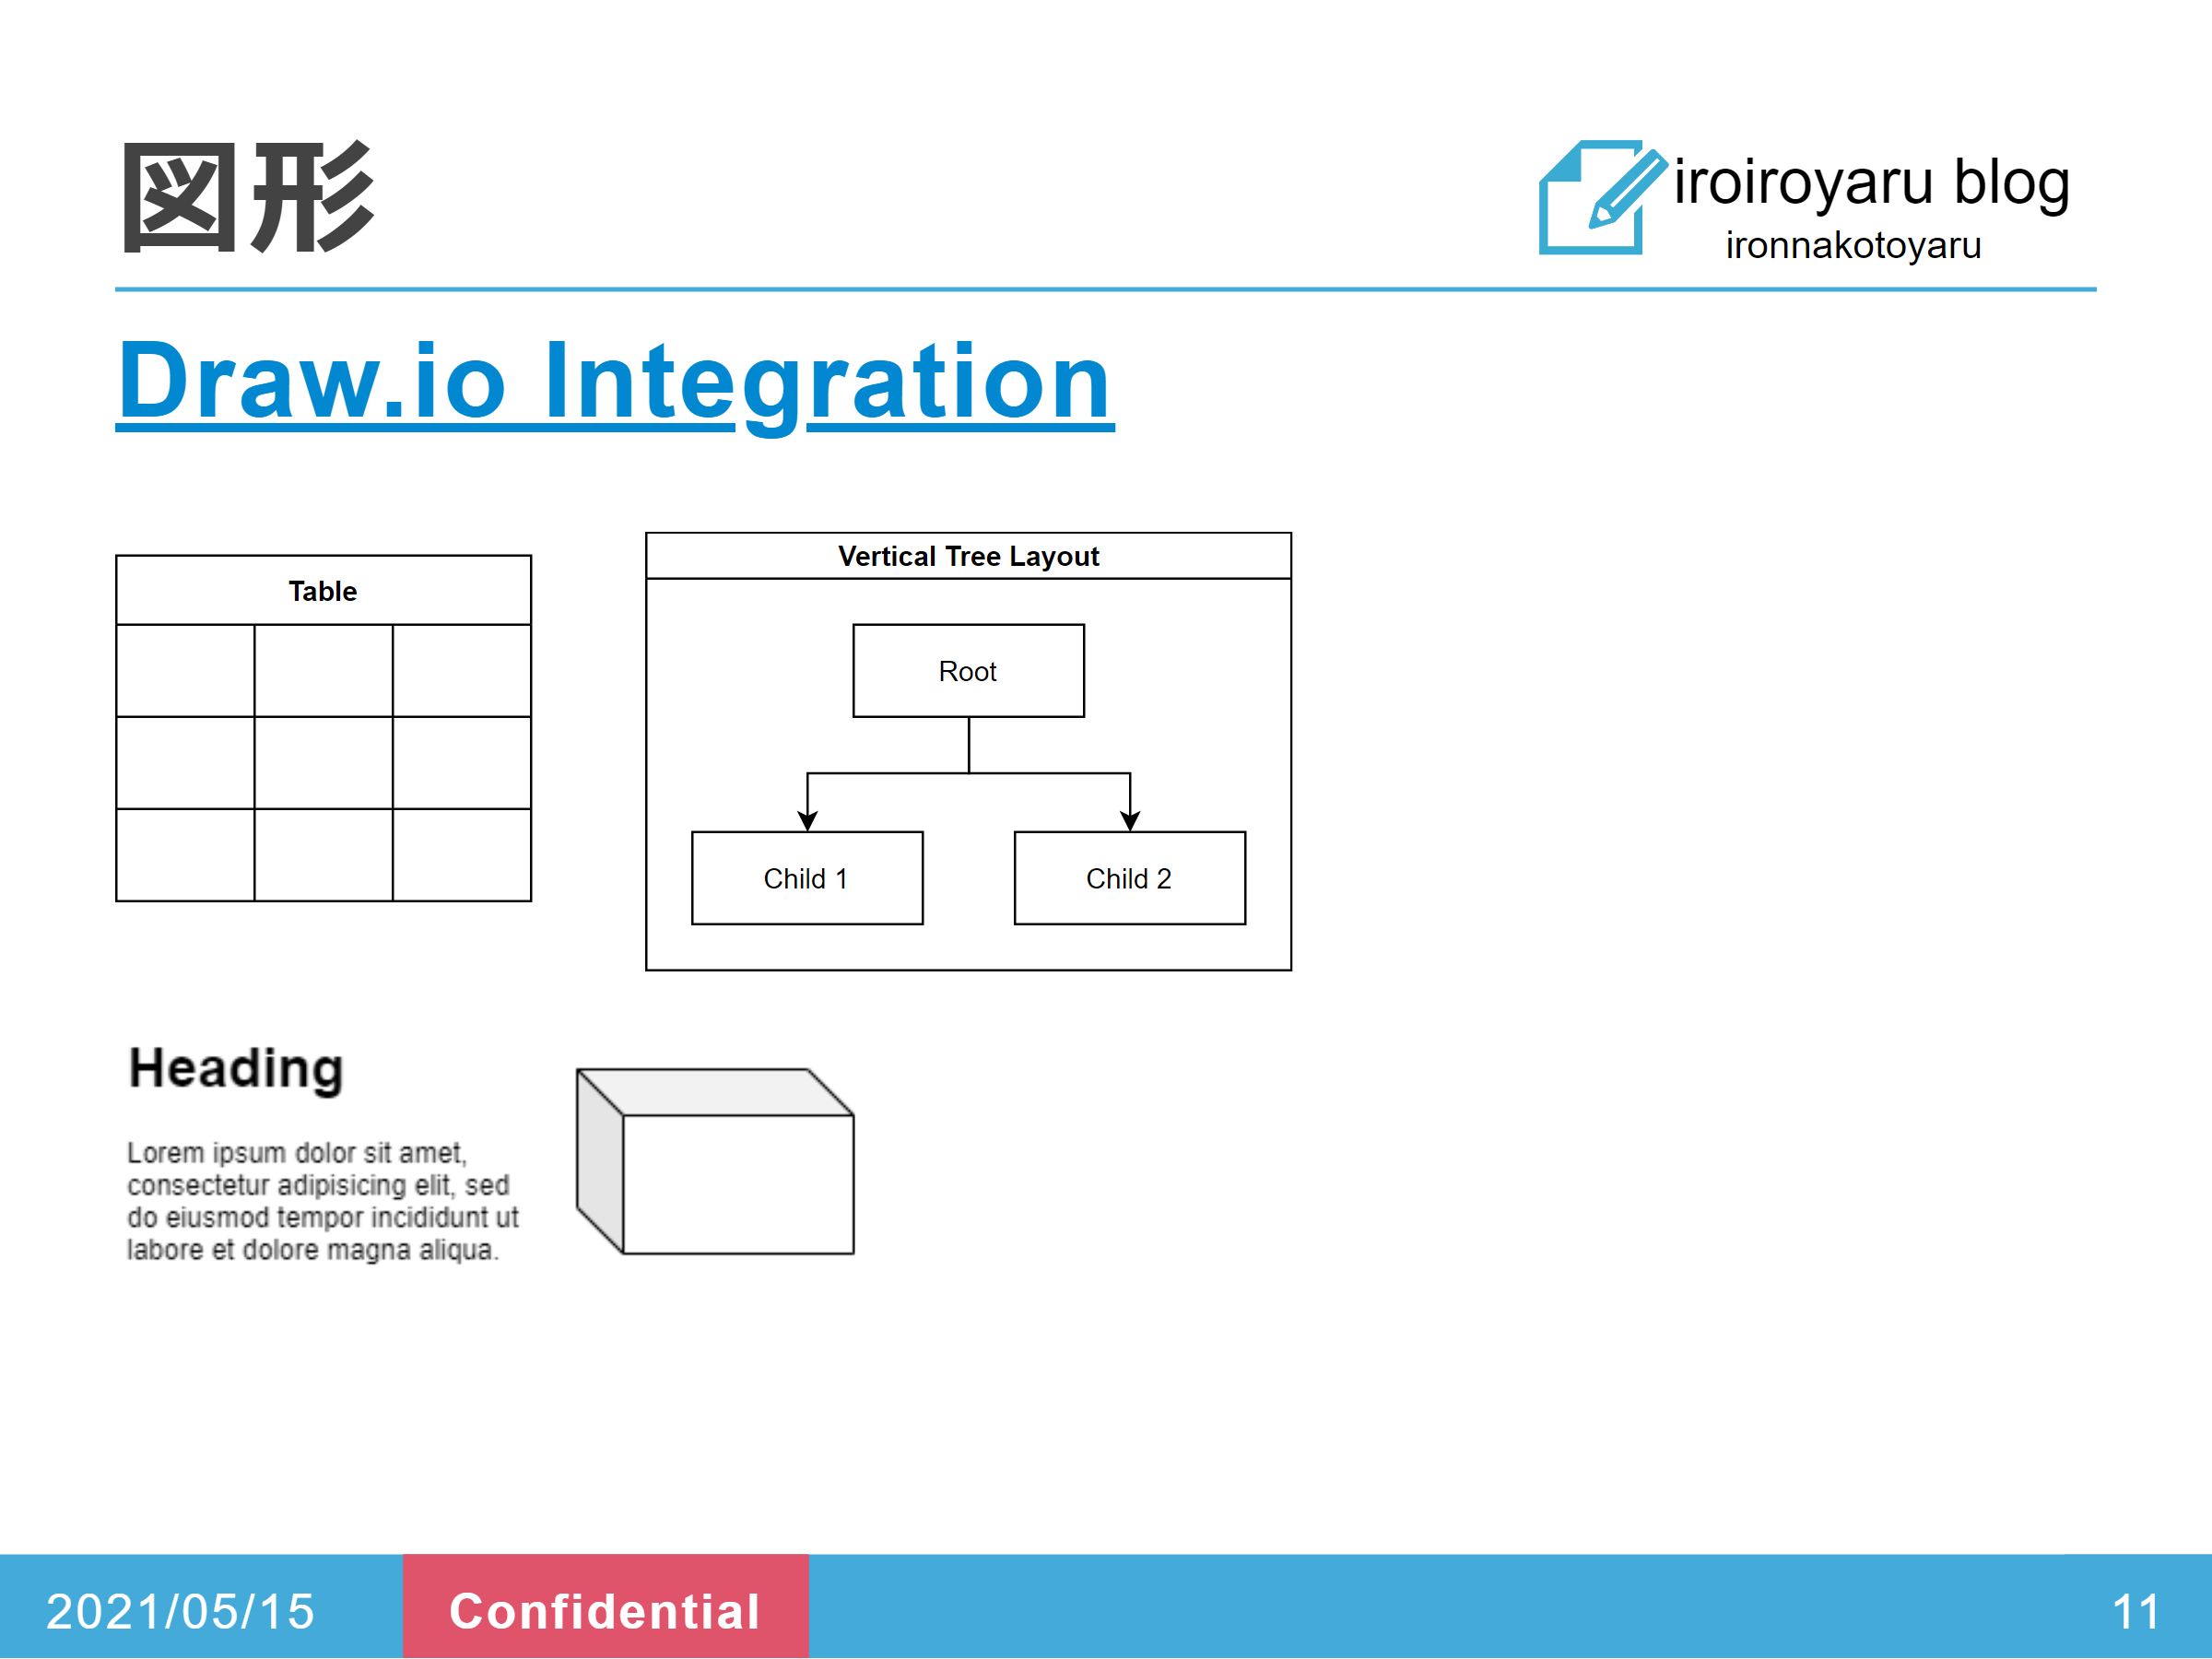 図形
iroiroyaru blog
ironnakotoyaru
Draw.io Integration
Table
Vertical Tree Layout
Root
Child 1
Child 2
Heading
Lorem ipsum dolor sit amet,
consectetur adipisicing elit, sed
do eiusmod tempor incididunt ut
labore et dolore magna aliqua.
2021/05/15
Confidential
11